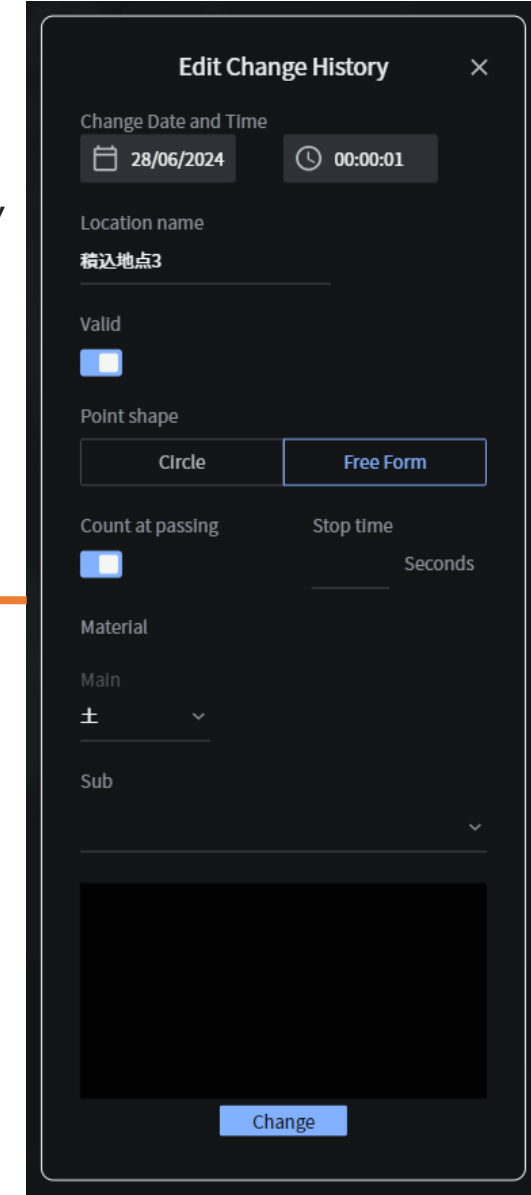 Edit Change History
Change Date and Time
28/06/2024 00:00:01
Location name
積込地点3
Valid
Point shape
Circle Free Form
Count at passing Stop time
Seconds
Material
Main
土
Sub
Change